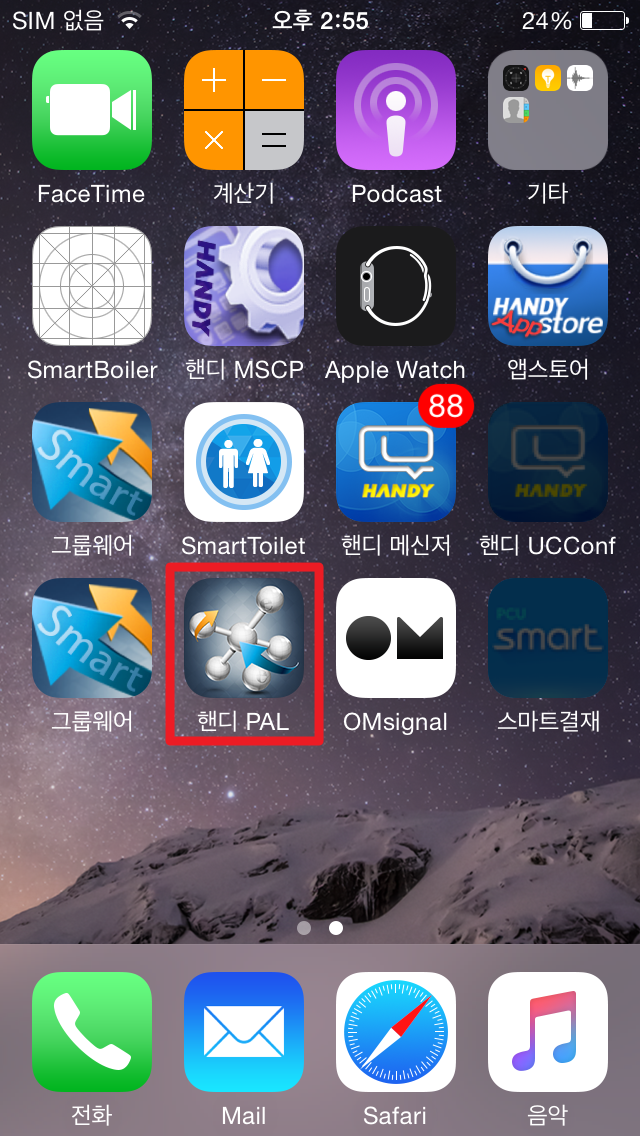 SIM 없음 오후 2:55 24%
FaceTime 계산기 Podcast 기타
HANDY HANDY Appstore
SmartBoiler 핸디 MSCP Apple Watch 앱스토어
88
Smart HANDY HANDY
그룹웨어 SmartToilet 핸디 메신저 핸디 UCConf
Smart OM PCU smart
그룹웨어 핸디 PAL OMsignal 스마트결재
전화 Mail Safari 음악